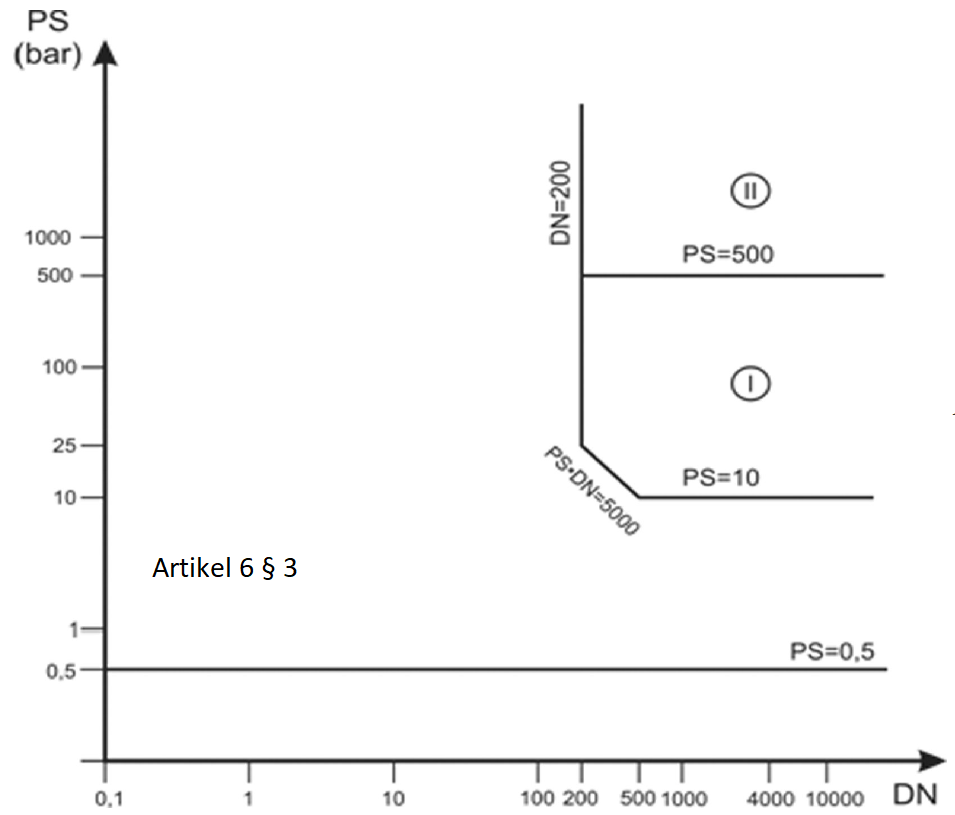 PS
(bar)
DN=200
II
1000
PS=500
500
100
I
25
PS•DN=5000
PS=10
10
Artikel 6 § 3
1
PS=0,5
0,5
0,1 1 10 100 200 500 1000 4000 10000 DN